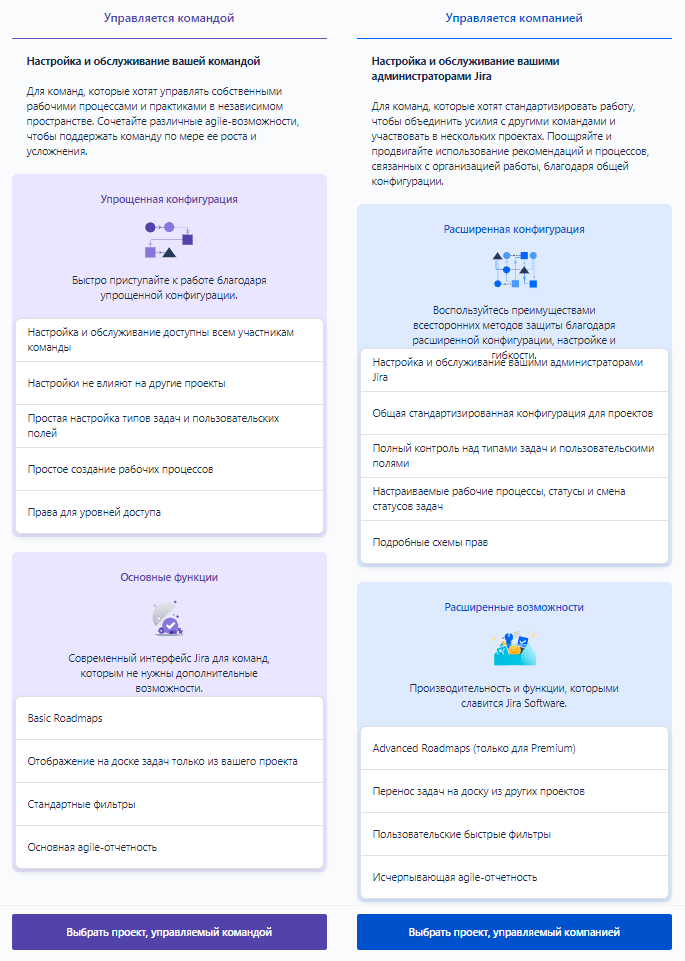 Управляется командой
Настройка и обслуживание вашей командой
Для команд, которые хотят управлять собственными
рабочими процессами и практиками в независимом
пространстве. Сочетайте различные agile-возможности,
чтобы поддержать команду по мере ее роста и
усложнения.
Упрощенная конфигурация
Быстро приступайте к работе благодаря
упрощенной конфигурации.
Настройка и обслуживание доступны всем участникам
команды
Настройки не влияют на другие проекты
Простая настройка типов задач и пользовательских
полей
Простое создание рабочих процессов
Права для уровней доступа
Основные функции
Современный интерфейс Jira для команд,
которым не нужны дополнительные
возможности.
Basic Roadmaps
Отображение на доске задач только из вашего проекта
Стандартные фильтры
Основная agile-отчетность
Выбрать проект, управляемый командой
Управляется компанией
Настройка и обслуживание вашими
администраторами Jira
Для команд, которые хотят стандартизировать работу,
чтобы объединить усилия с другими командами и
участвовать в нескольких проектах. Поощряйте и
продвигайте использование рекомендаций и процессов,
связанных с организацией работы, благодаря общей
конфигурации.
Расширенная конфигурация
Воспользуйтесь преимуществами
всесторонних методов защиты благодаря
расширенной конфигурации, настройке и
гибкости.
Настройка и обслуживание вашими администраторами
Jira
Общая стандартизированная конфигурация для проектов
Полный контроль над типами задач и пользовательскими
полями
Настраиваемые рабочие процессы, статусы и смена
статусов задач
Подробные схемы прав
Расширенные возможности
Производительность и функции, которыми
славится Jira Software.
Advanced Roadmaps (только для Premium)
Перенос задач на доску из других проектов
Пользовательские быстрые фильтры
Исчерпывающая agile-отчетность
Выбрать проект, управляемый компанией